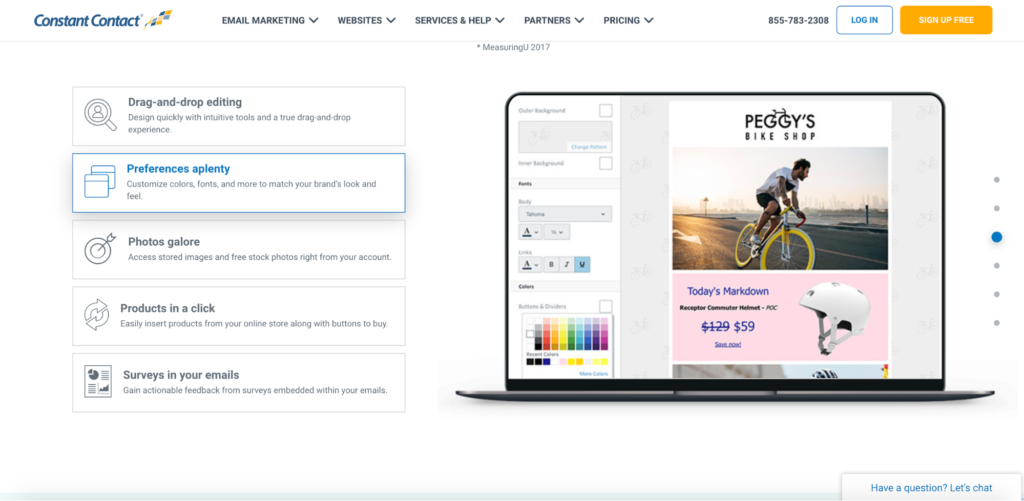 Constant Contact
EMAIL MARKETING
WEBSITES
SERVICES & HELP
PARTNERS
PRICING
855-783-2308
LOG IN
SIGN UP FREE
* MeasuringU 2017
Drag-and-drop editing
Design quickly with intuitive tools and a true drag-and-drop
experience.
Preferences aplenty
Customize colors, fonts, and more to match your brand's look and
feel.
Photos galore
Access stored images and free stock photos right from your account.
Products in a click
Easily insert products from your online store along with buttons to buy.
Surveys in your emails
Gain actionable feedback from surveys embedded within your emails.
Outer Background
Change Pattern
Inner Background
Fonts
Body
Tahoma
A
Links
A B I U
Colors
Buttons & Dividers
Recent Colors
More Colors
PEGGY'S
BIKE SHOP
Today's Markdown
Receptor Commuter Helmet - POC
$129 $59
Save now!
Have a question? Let's chat